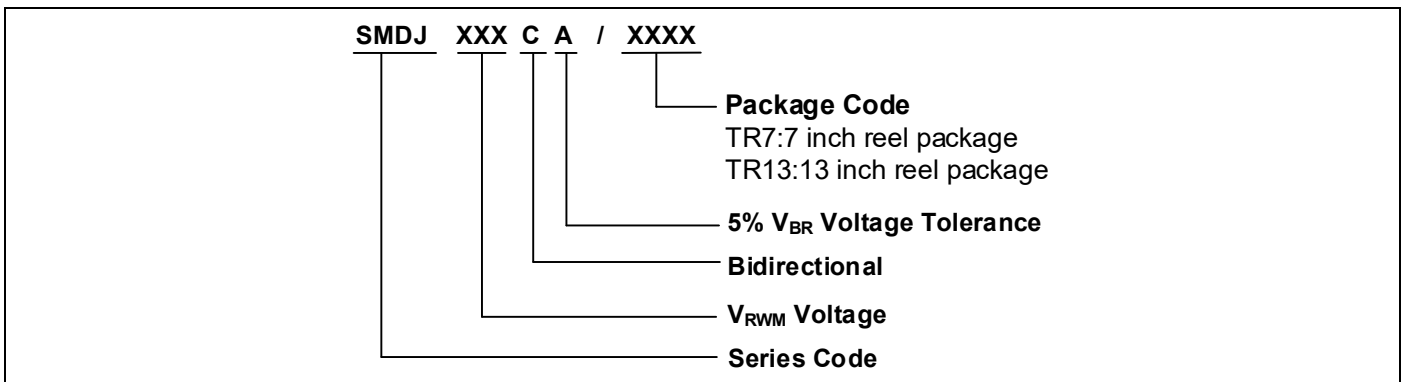 SMDJ XXX C A / XXXX
Package Code
TR7:7 inch reel package
TR13:13 inch reel package
5% VBR Voltage Tolerance
Bidirectional
VRWM Voltage
Series Code